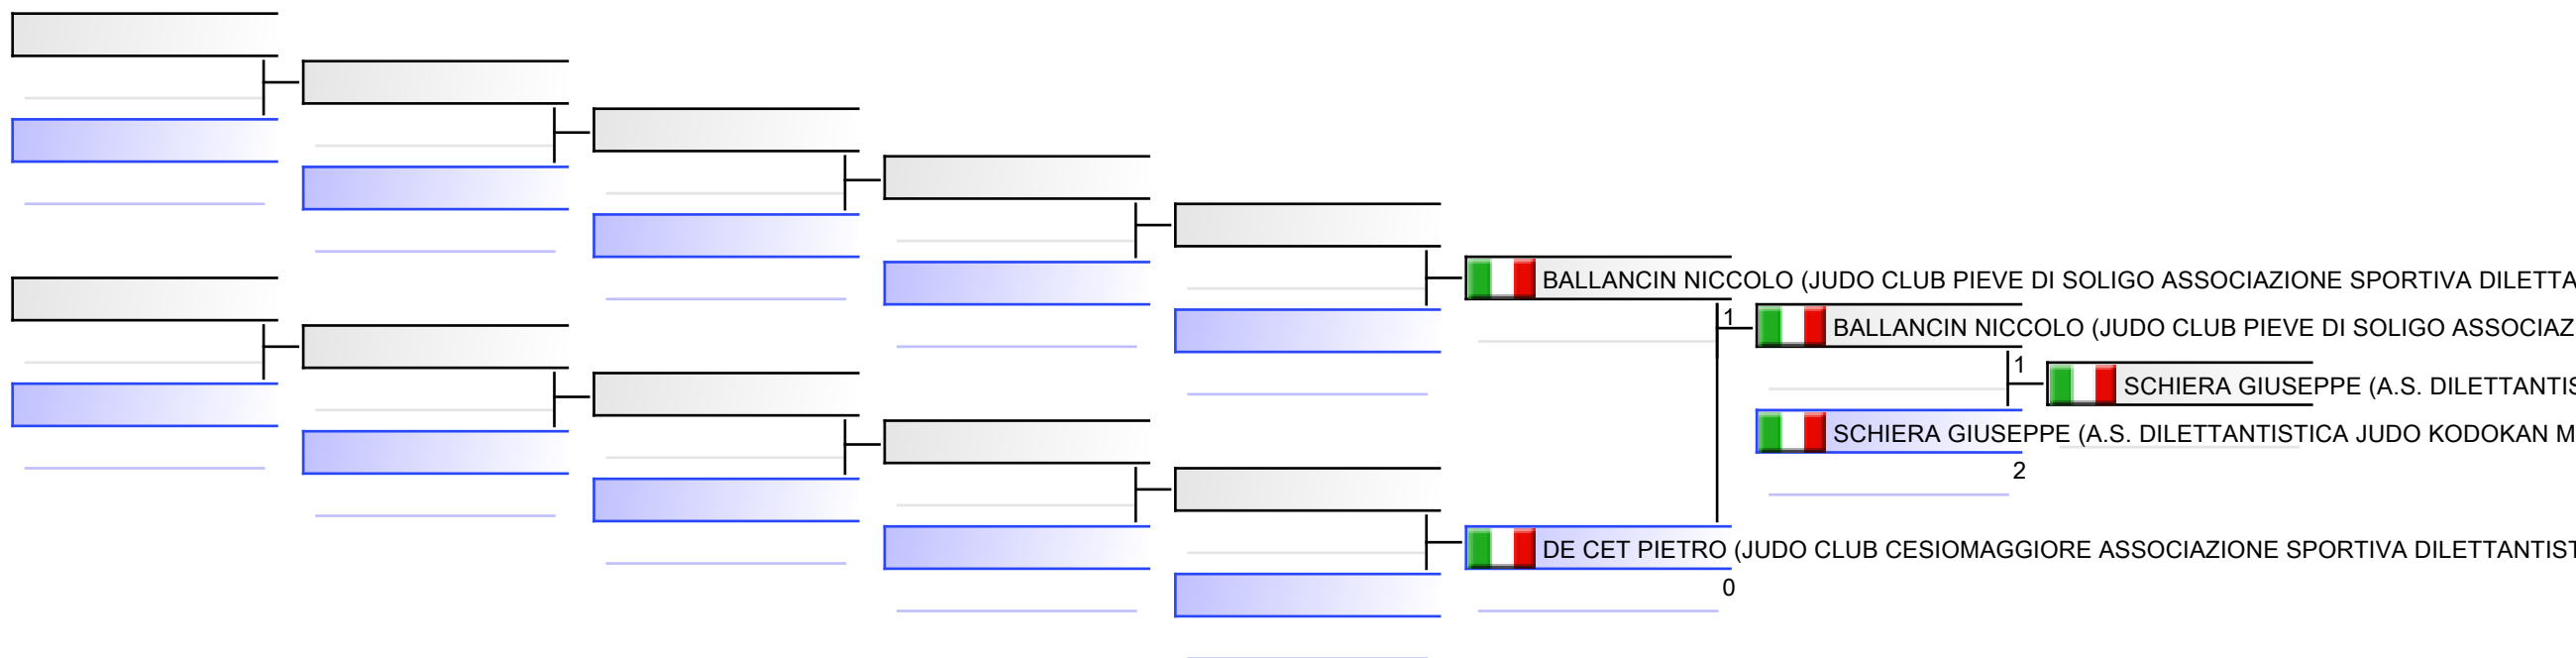 BALLANCIN NICCOLO (JUDO CLUB PIEVE DI SOLIGO ASSOCIAZIONE SPORTIVA DILETTA
1
BALLANCIN NICCOLO (JUDO CLUB PIEVE DI SOLIGO ASSOCIAZ
1
SCHIERA GIUSEPPE (A.S. DILETTANTIS
SCHIERA GIUSEPPE (A.S. DILETTANTISTICA JUDO KODOKAN M
2
DE CET PIETRO (JUDO CLUB CESIOMAGGIORE ASSOCIAZIONE SPORTIVA DILETTANTIST
0